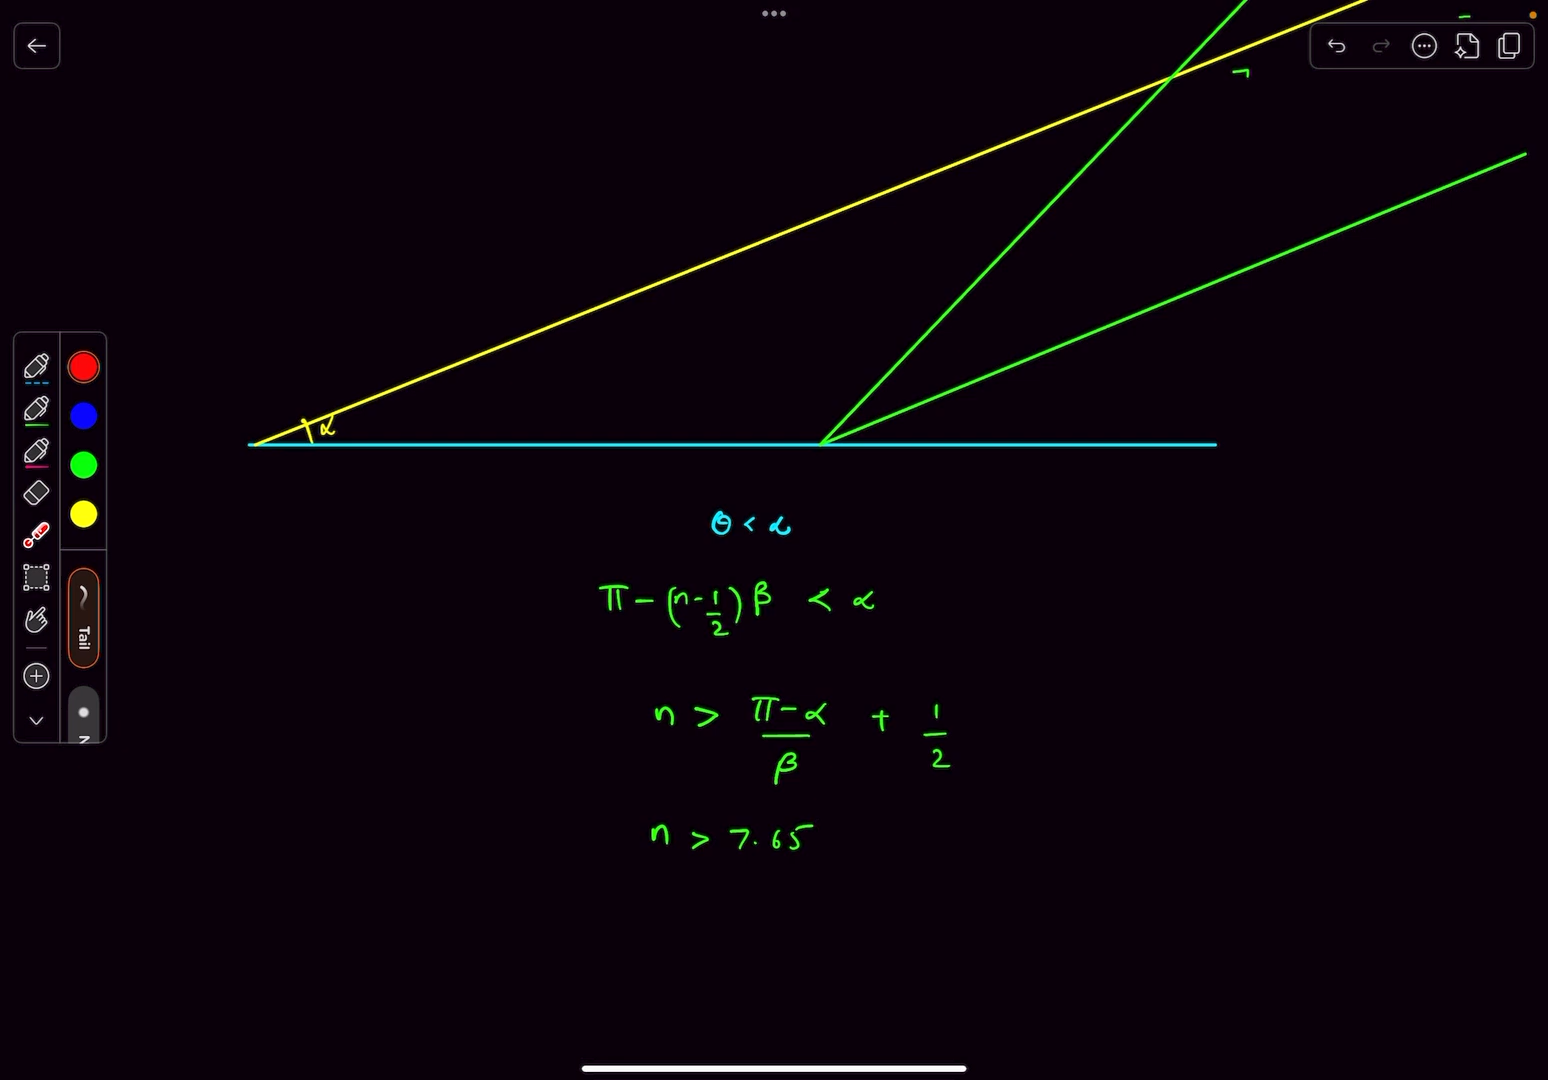 α
θ < α
π - (n - 1/2) β < α
n > (π - α)/β + 1/2
n > 7.65
Tail